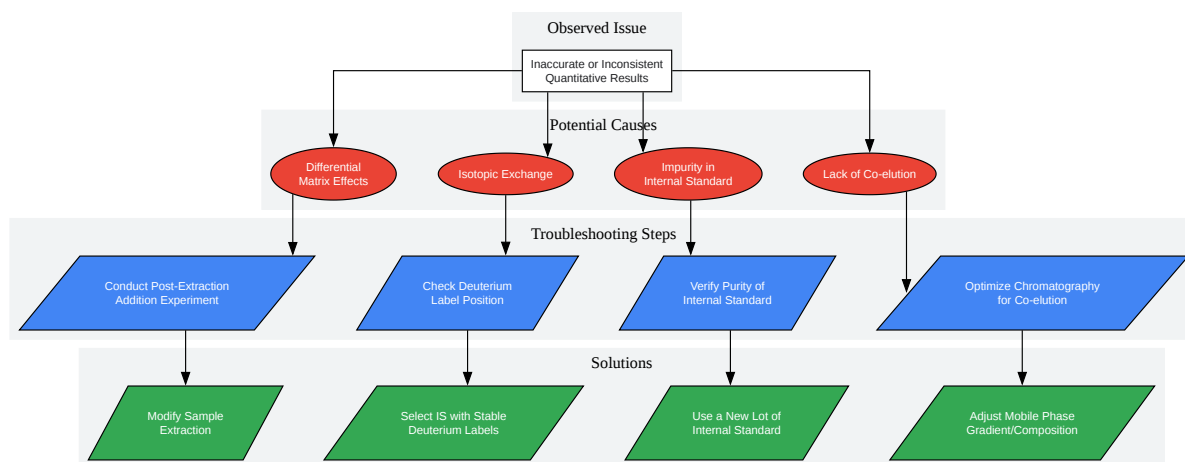 Observed Issue
Inaccurate or Inconsistent
Quantitative Results
Potential Causes
Differential
Matrix Effects
Isotopic Exchange
Impurity in
Internal Standard
Lack of Co-elution
Troubleshooting Steps
Conduct Post-Extraction
Addition Experiment
Check Deuterium
Label Position
Verify Purity of
Internal Standard
Optimize Chromatography
for Co-elution
Solutions
Modify Sample
Extraction
Select IS with Stable
Deuterium Labels
Use a New Lot of
Internal Standard
Adjust Mobile Phase
Gradient/Composition